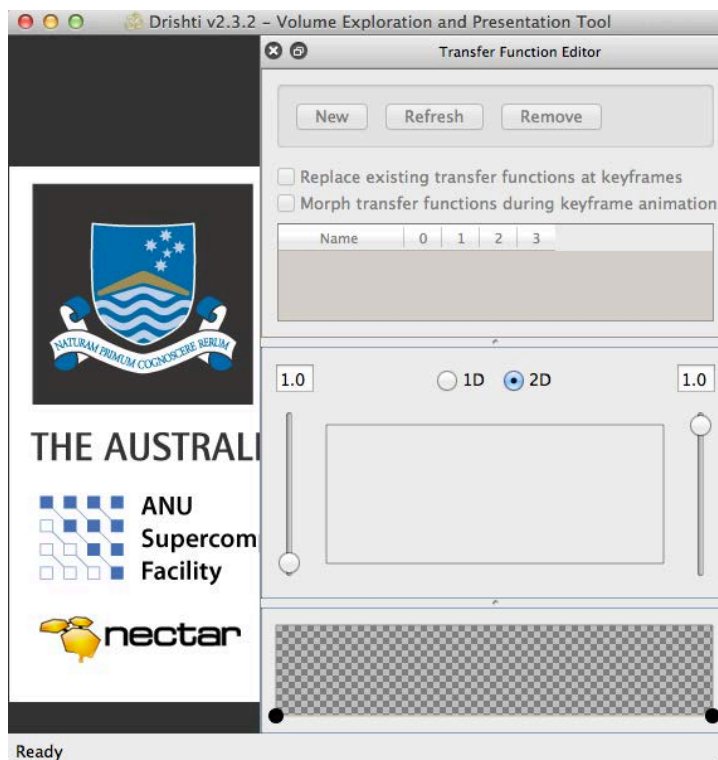 Drishti v2.3.2 – Volume Exploration and Presentation Tool
Transfer Function Editor
New Refresh Remove
Replace existing transfer functions at keyframes
Morph transfer functions during keyframe animation
Name 0 1 2 3
1.0 1D 2D 1.0
NATURAM PRIMUM COGNOSCERE RERUM
THE AUSTRALI
ANU
Supercom
Facility
nectar
Ready